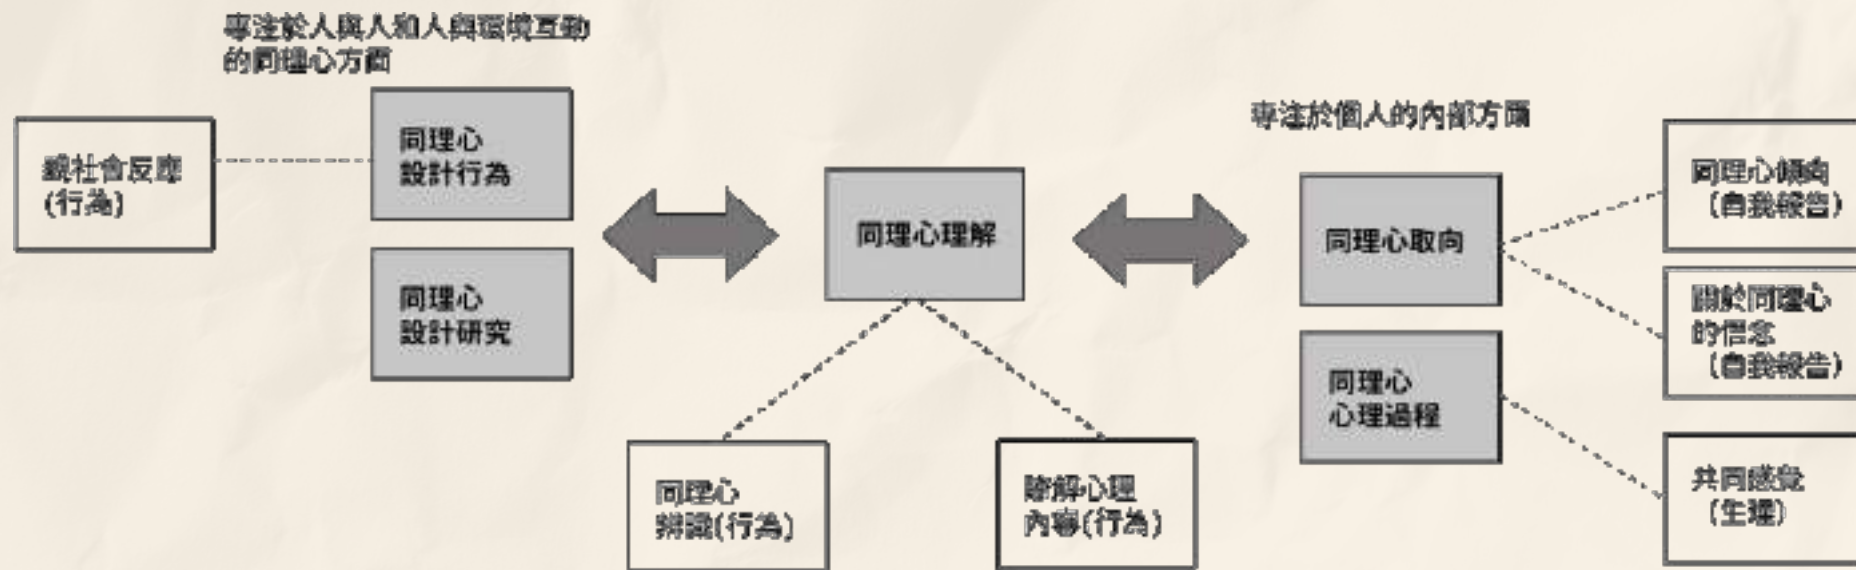 專注於人與人和人與環境互動
的同理心方面
親社會反應
(行為)
同理心
設計行為
同理心
設計研究
同理心理解
同理心
辨識(行為)
瞭解心理
內容(行為)
專注於個人的內部方面
同理心取向
同理心
心理過程
同理心傾向
（自我報告）
關於同理心
的信念
（自我報告）
共同感覺
（生理）